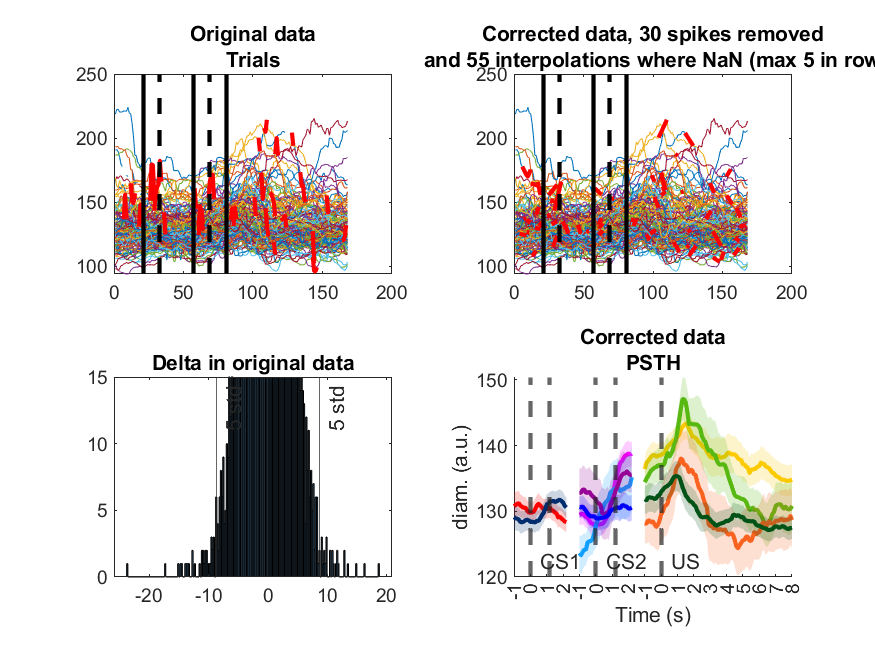 Original data
Trials
250
200
150
100
0 50 100 150 200
Corrected data, 30 spikes removed
and 55 interpolations where NaN (max 5 in row
250
200
150
100
0 50 100 150 200
Delta in original data
15
10
5
0
5 std
5 std
-20 -10 0 10 20
Corrected data
PSTH
150
140
130
120
diam. (a.u.)
CS1 CS2 US
-1 0 1 2 -1 0 1 2 -1 0 1 2 3 4 5 6 7 8
Time (s)